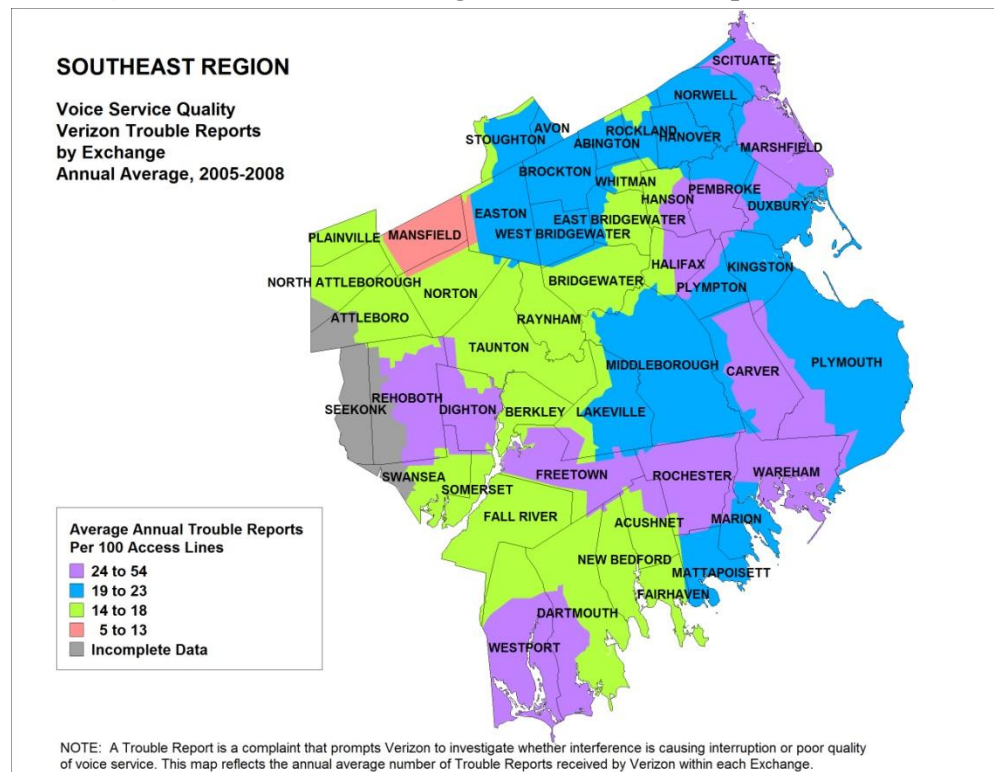 SOUTHEAST REGION
Voice Service Quality
Verizon Trouble Reports
by Exchange
Annual Average, 2005-2008
SCITUATE
NORWELL
AVON
ROCKLAND
STOUGHTON
ABINGTON
HANOVER
MARSHFIELD
BROCKTON
WHITMAN
PEMBROKE
HANSON
DUXBURY
EASTON
EAST BRIDGEWATER
MANSFIELD
WEST BRIDGEWATER
PLAINVILLE
HALIFAX
KINGSTON
NORTH ATTLEBOROUGH
BRIDGEWATER
PLYMPTON
NORTON
ATTLEBORO
RAYNHAM
TAUNTON
MIDDLEBOROUGH
PLYMOUTH
CARVER
REHOBOTH
SEEKONK
DIGHTON
BERKLEY
LAKEVILLE
SWANSEA
FREETOWN
ROCHESTER
WAREHAM
SOMERSET
FALL RIVER
ACUSHNET
MARION
NEW BEDFORD
MATTAPOISETT
FAIRHAVEN
DARTMOUTH
WESTPORT
Average Annual Trouble Reports
Per 100 Access Lines
24 to 54
19 to 23
14 to 18
5 to 13
Incomplete Data
NOTE: A Trouble Report is a complaint that prompts Verizon to investigate whether interference is causing interruption or poor quality
of voice service. This map reflects the annual average number of Trouble Reports received by Verizon within each Exchange.